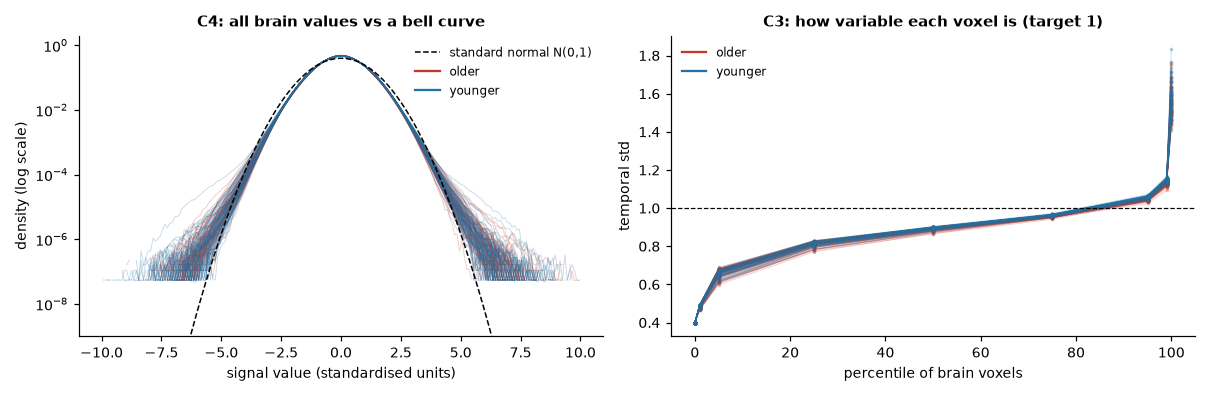 C4: all brain values vs a bell curve
density (log scale)
10⁰
10⁻²
10⁻⁴
10⁻⁶
10⁻⁸
standard normal N(0,1)
older
younger
−10.0 −7.5 −5.0 −2.5 0.0 2.5 5.0 7.5 10.0
signal value (standardised units)
C3: how variable each voxel is (target 1)
temporal std
1.8
1.6
1.4
1.2
1.0
0.8
0.6
0.4
older
younger
0 20 40 60 80 100
percentile of brain voxels